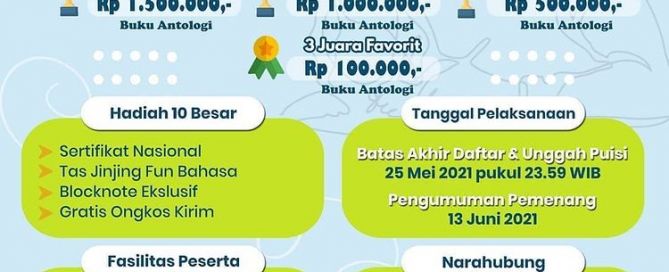 Rp 1.500.000,-
Buku Antologi
Rp 1.000.000,-
Buku Antologi
Rp 500.000,-
Buku Antologi
3 Juara Favorit
Rp 100.000,-
Buku Antologi
Hadiah 10 Besar
Sertifikat Nasional
Tas Jinjing Fun Bahasa
Blocknote Ekslusif
Gratis Ongkos Kirim
Tanggal Pelaksanaan
Batas Akhir Daftar & Unggah Puisi
25 Mei 2021 pukul 23.59 WIB
Pengumuman Pemenang
13 Juni 2021
Fasilitas Peserta
Narahubung